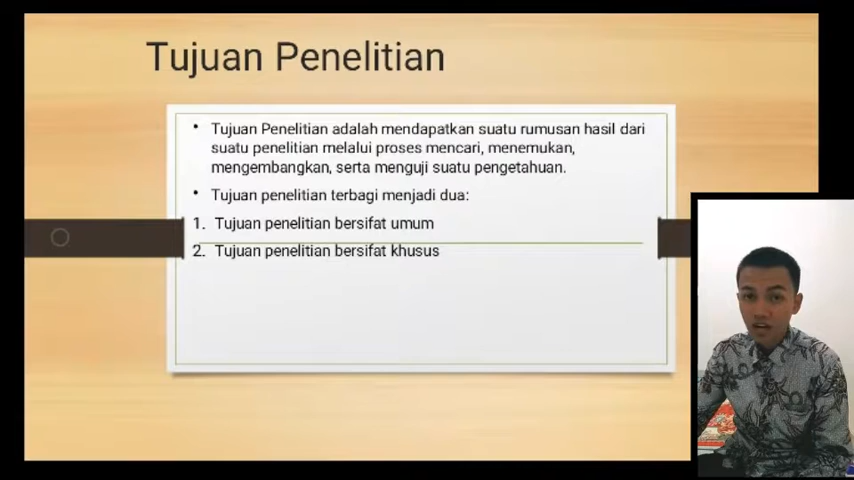 Tujuan Penelitian
• Tujuan Penelitian adalah mendapatkan suatu rumusan hasil dari
suatu penelitian melalui proses mencari, menemukan,
mengembangkan, serta menguji suatu pengetahuan.
• Tujuan penelitian terbagi menjadi dua:
1. Tujuan penelitian bersifat umum
2. Tujuan penelitian bersifat khusus